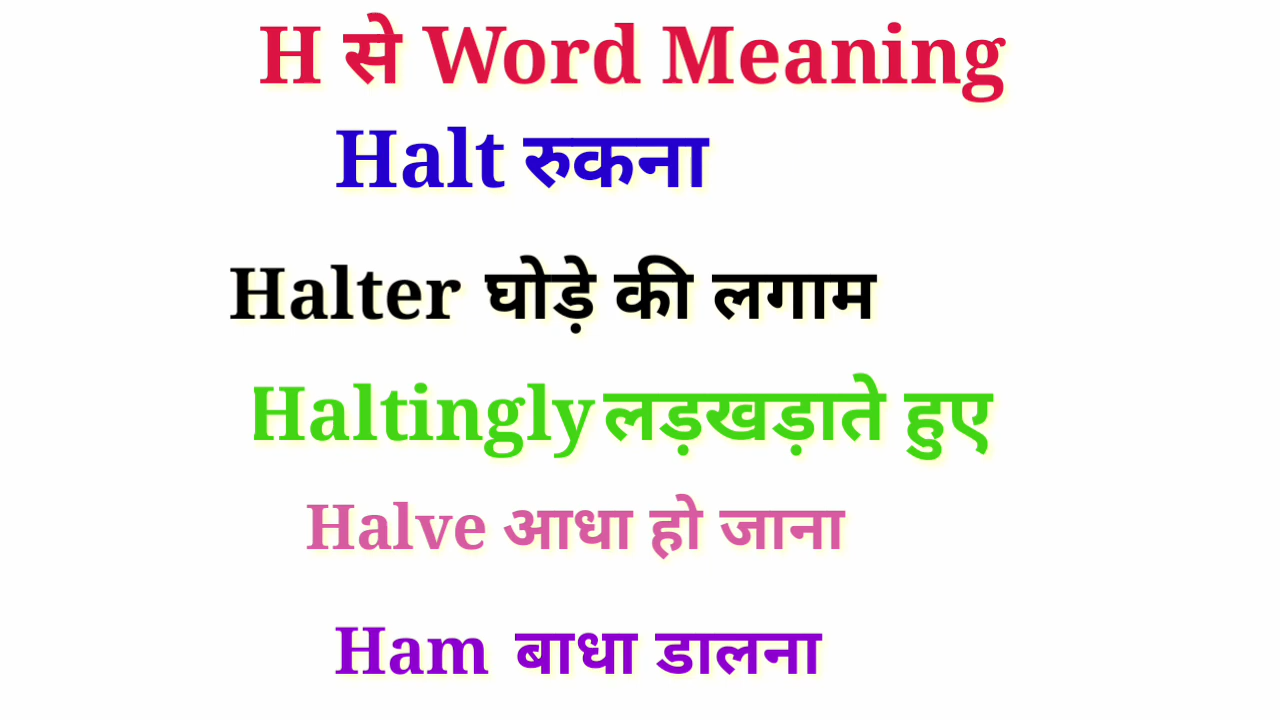 H से Word Meaning
Halt रुकना
Halter घोड़े की लगाम
Haltingly लड़खड़ाते हुए
Halve आधा हो जाना
Ham बाधा डालना